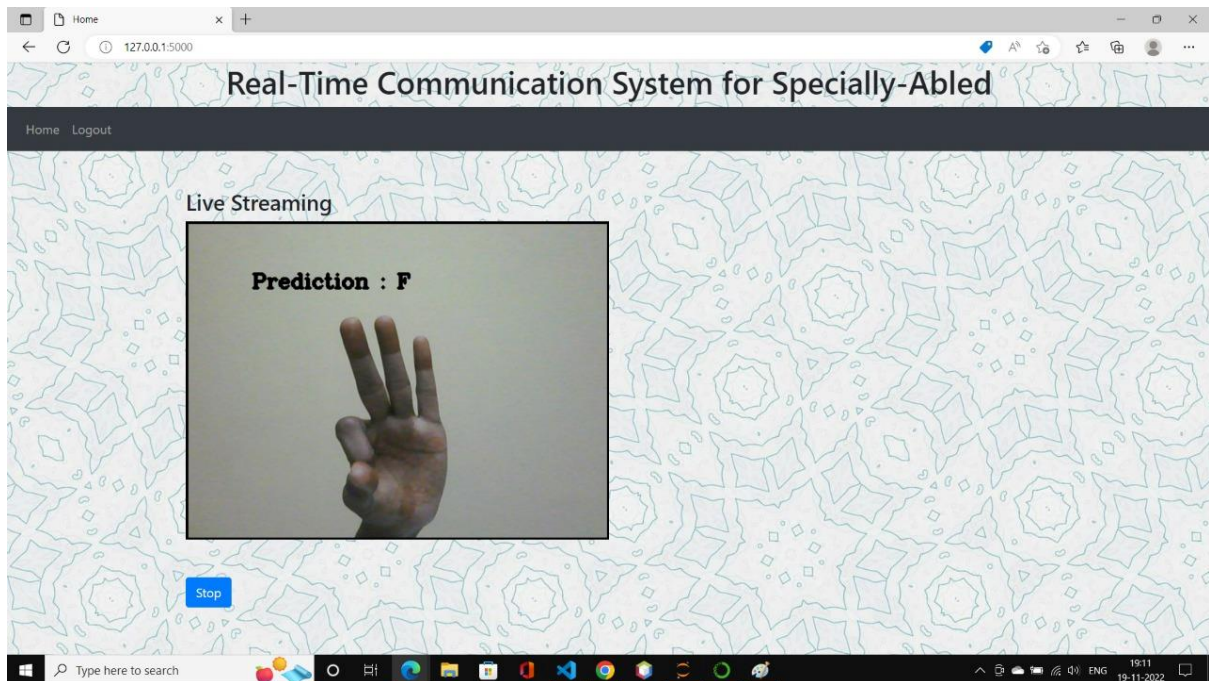 Home
127.0.0.1:5000
Real-Time Communication System for Specially-Abled
Home Logout
Live Streaming
Prediction : F
Stop
Type here to search
ENG
19:11
19-11-2022